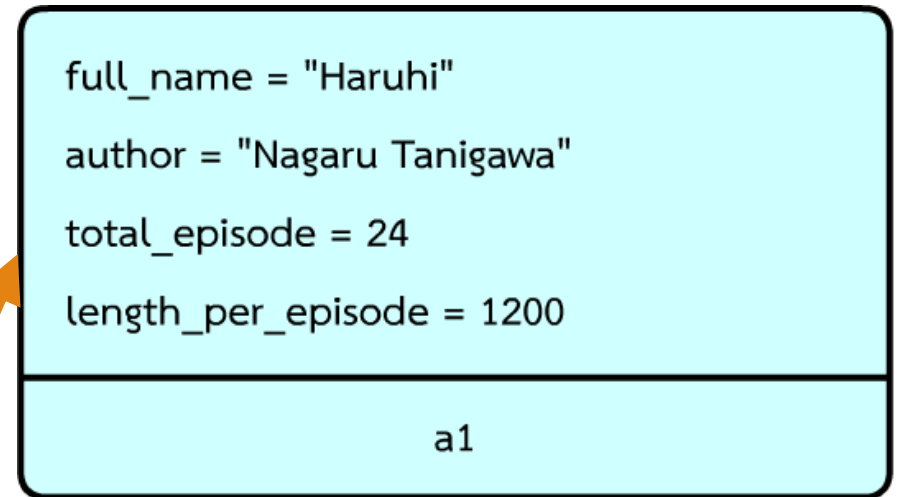 full_name = "Haruhi"
author = "Nagaru Tanigawa"
total_episode = 24
length_per_episode = 1200
a1